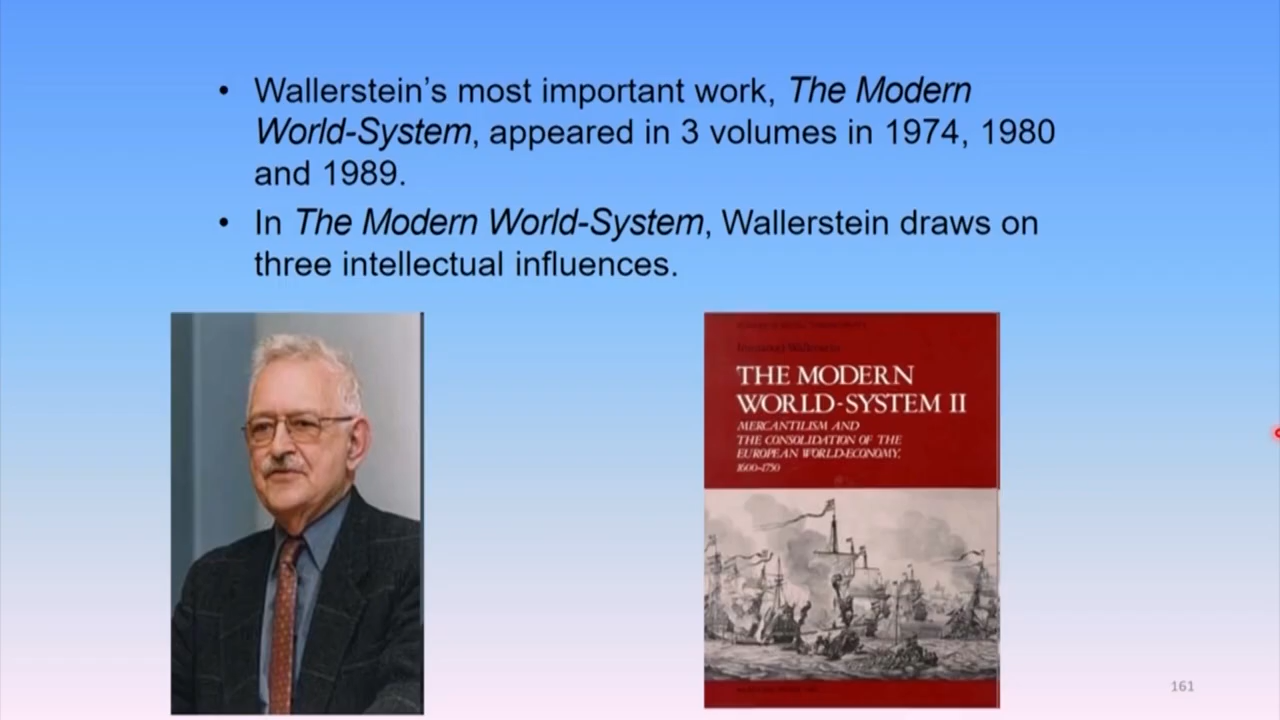 • Wallerstein’s most important work, The Modern
World-System, appeared in 3 volumes in 1974, 1980
and 1989.
• In The Modern World-System, Wallerstein draws on
three intellectual influences.
Immanuel Wallerstein
THE MODERN
WORLD-SYSTEM II
MERCANTILISM AND
THE CONSOLIDATION OF THE
EUROPEAN WORLD-ECONOMY,
1600-1750
161